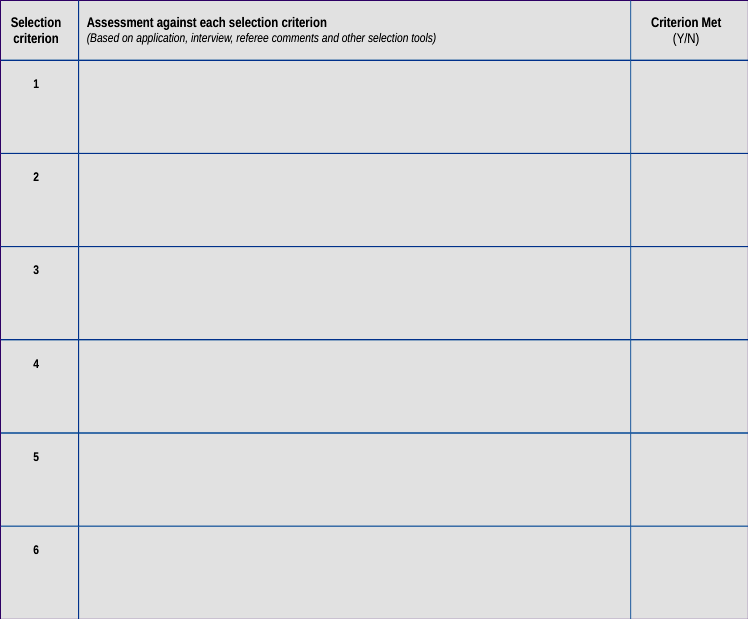 Selection criterion
Assessment against each selection criterion
(Based on application, interview, referee comments and other selection tools)
Criterion Met
(Y/N)
1
2
3
4
5
6